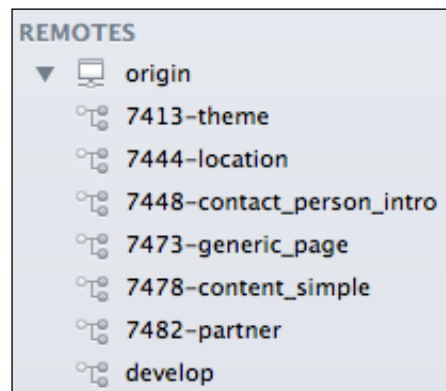 REMOTES
origin
7413-theme
7444-location
7448-contact_person_intro
7473-generic_page
7478-content_simple
7482-partner
develop